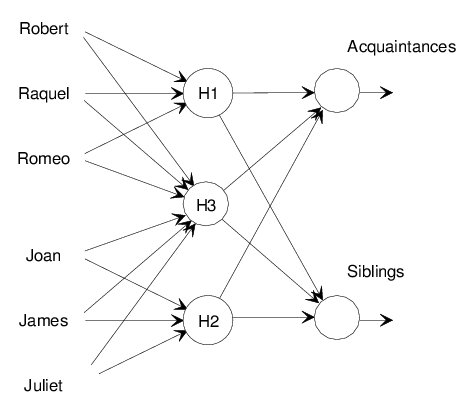 Robert
Acquaintances
Raquel
H1
Romeo
H3
Joan
Siblings
James
H2
Juliet